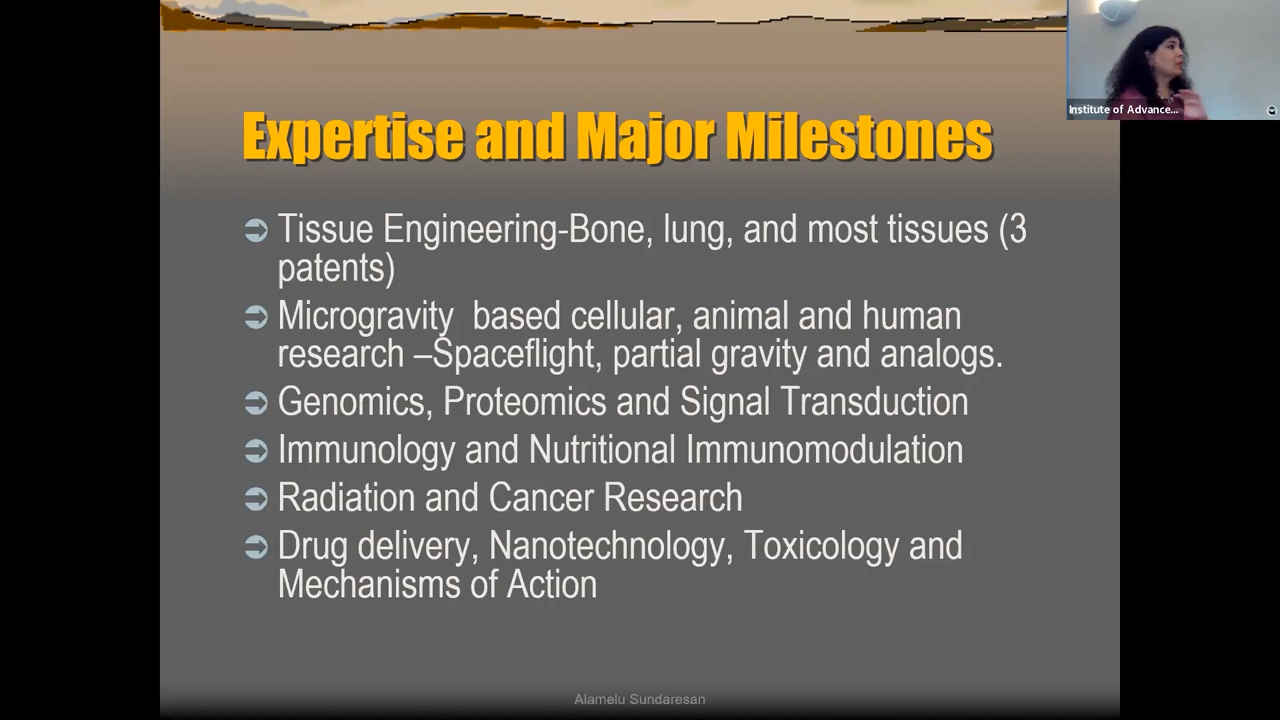 Institute of Advance...
Expertise and Major Milestones
Tissue Engineering-Bone, lung, and most tissues (3
patents)
Microgravity  based cellular, animal and human
research –Spaceflight, partial gravity and analogs.
Genomics, Proteomics and Signal Transduction
Immunology and Nutritional Immunomodulation
Radiation and Cancer Research
Drug delivery, Nanotechnology, Toxicology and
Mechanisms of Action
Alamelu Sundaresan